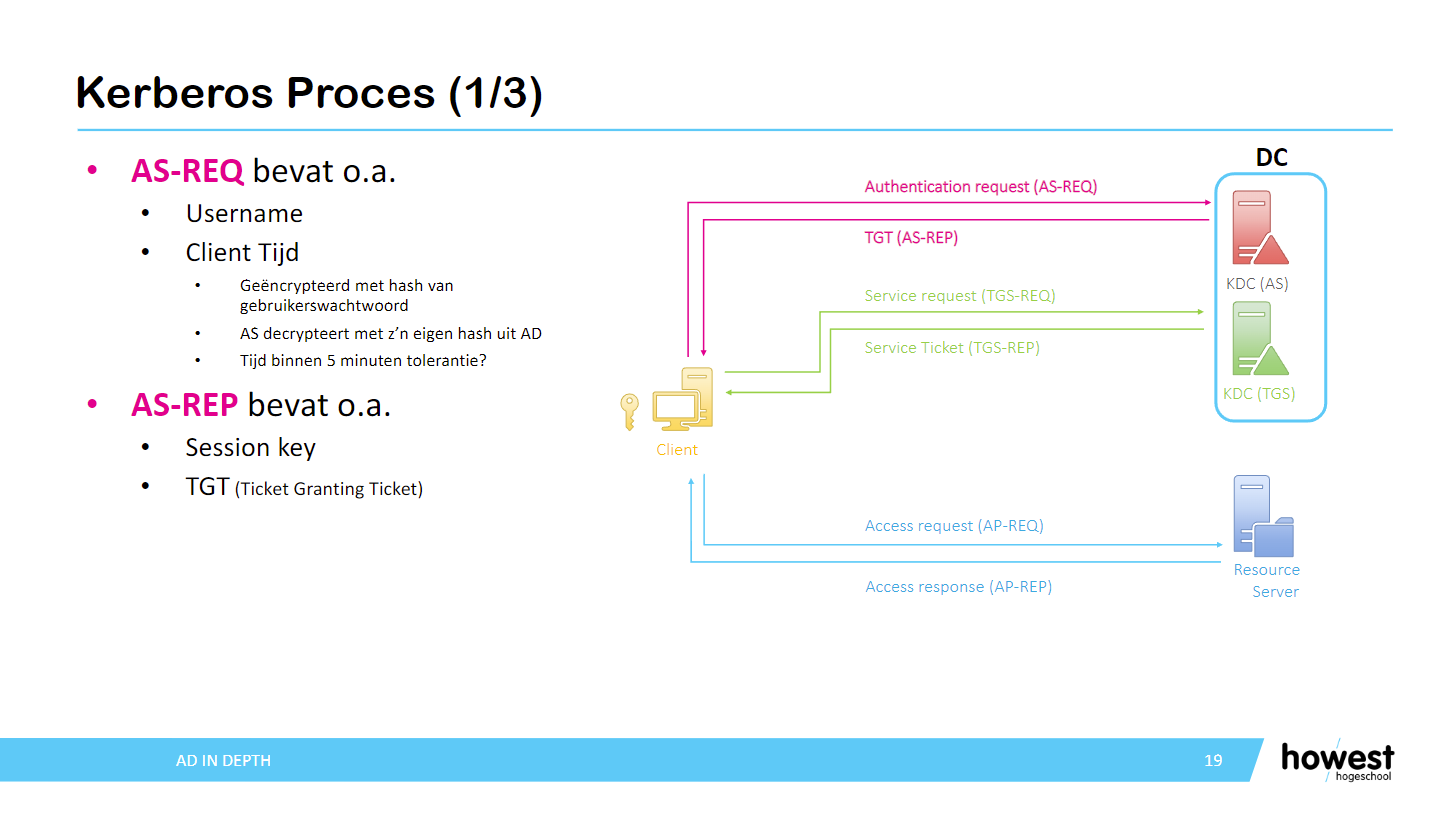 Kerberos Proces (1/3)
• AS-REQ bevat o.a.
• Username
• Client Tijd
• Geëncrypteerd met hash van
gebruikerswachtwoord
• AS decrypteert met z’n eigen hash uit AD
• Tijd binnen 5 minuten tolerantie?
• AS-REP bevat o.a.
• Session key
• TGT (Ticket Granting Ticket)
DC
Authentication request (AS-REQ)
TGT (AS-REP)
KDC (AS)
Service request (TGS-REQ)
Service Ticket (TGS-REP)
KDC (TGS)
Client
Access request (AP-REQ)
Access response (AP-REP)
Resource
Server
AD IN DEPTH
19
howest
hogeschool